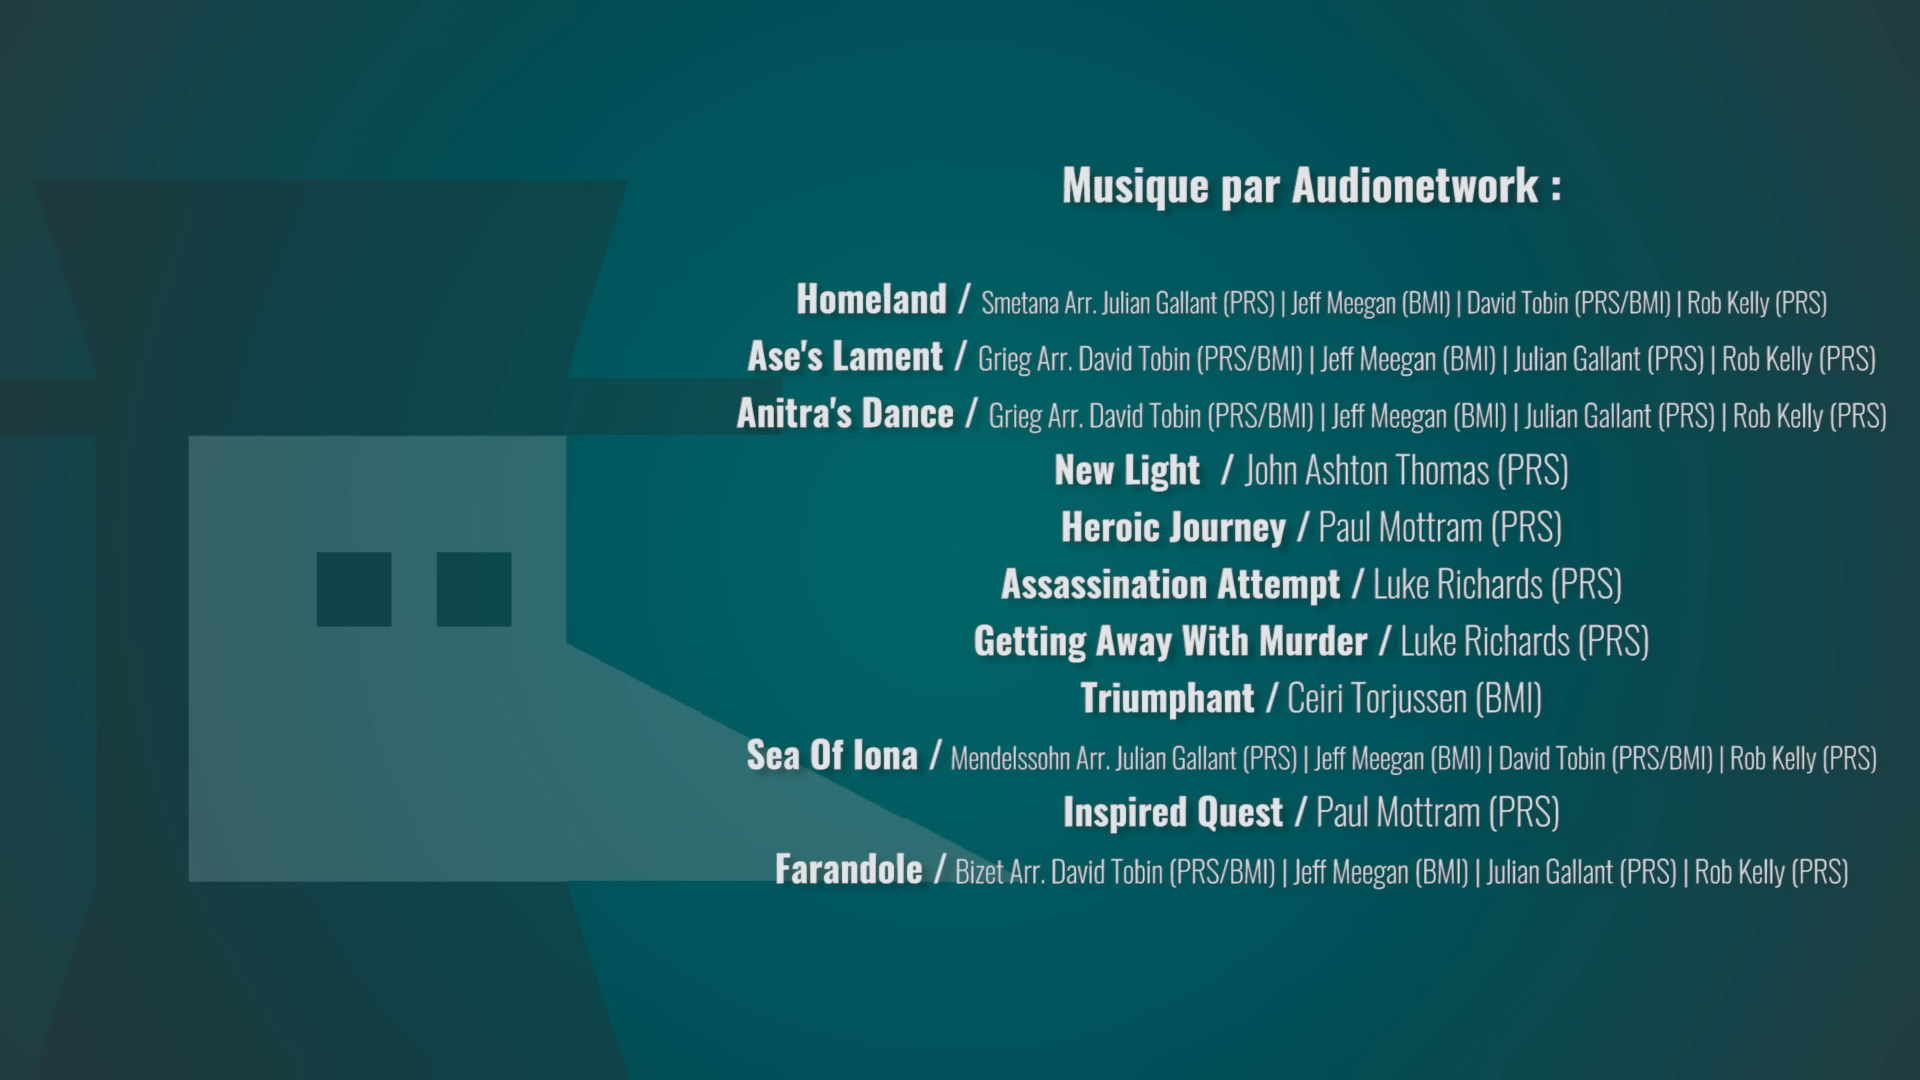 Musique par Audionetwork :
Homeland / Smetana Arr. Julian Gallant (PRS) | Jeff Meegan (BMI) | David Tobin (PRS/BMI) | Rob Kelly (PRS)
Ase's Lament / Grieg Arr. David Tobin (PRS/BMI) | Jeff Meegan (BMI) | Julian Gallant (PRS) | Rob Kelly (PRS)
Anitra's Dance / Grieg Arr. David Tobin (PRS/BMI) | Jeff Meegan (BMI) | Julian Gallant (PRS) | Rob Kelly (PRS)
New Light / John Ashton Thomas (PRS)
Heroic Journey / Paul Mottram (PRS)
Assassination Attempt / Luke Richards (PRS)
Getting Away With Murder / Luke Richards (PRS)
Triumphant / Ceiri Torjussen (BMI)
Sea Of Iona / Mendelssohn Arr. Julian Gallant (PRS) | Jeff Meegan (BMI) | David Tobin (PRS/BMI) | Rob Kelly (PRS)
Inspired Quest / Paul Mottram (PRS)
Farandole / Bizet Arr. David Tobin (PRS/BMI) | Jeff Meegan (BMI) | Julian Gallant (PRS) | Rob Kelly (PRS)